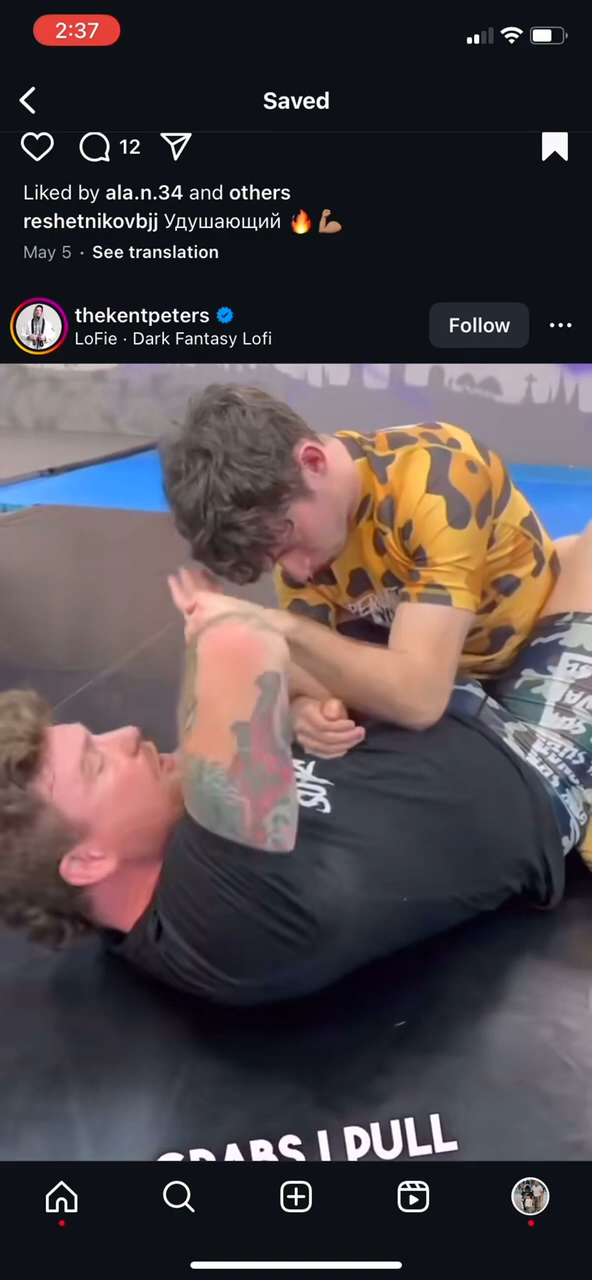 2:37
Saved
12
Liked by ala.n.34 and others
reshetnikovbjj Удушающий 🔥 💪🏽
May 5 · See translation
thekentpeters
LoFie · Dark Fantasy Lofi
Follow
GRABS I PULL